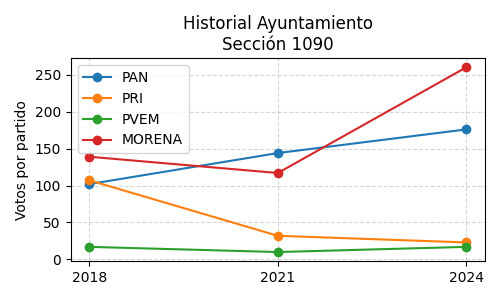 Historial Ayuntamiento
Sección 1090
PAN
PRI
PVEM
MORENA
Votos por partido
250
200
150
100
50
0
2018
2021
2024